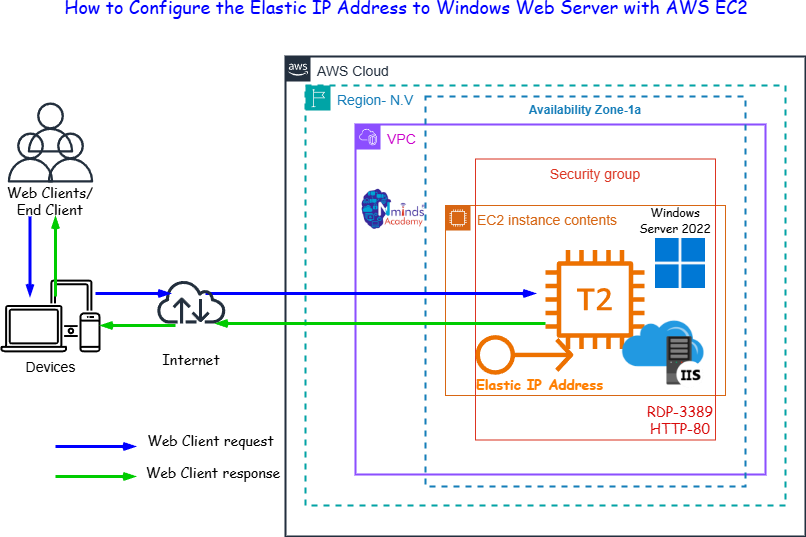 How to Configure the Elastic IP Address to Windows Web Server with AWS EC2
aws
AWS Cloud
Region- N.V
Availability Zone-1a
VPC
Security group
Web Clients/
End Client
Nminds
Academy
EC2 instance contents
Windows
Server 2022
T2
Internet
Devices
IIS
Elastic IP Address
RDP-3389
HTTP-80
Web Client request
Web Client response